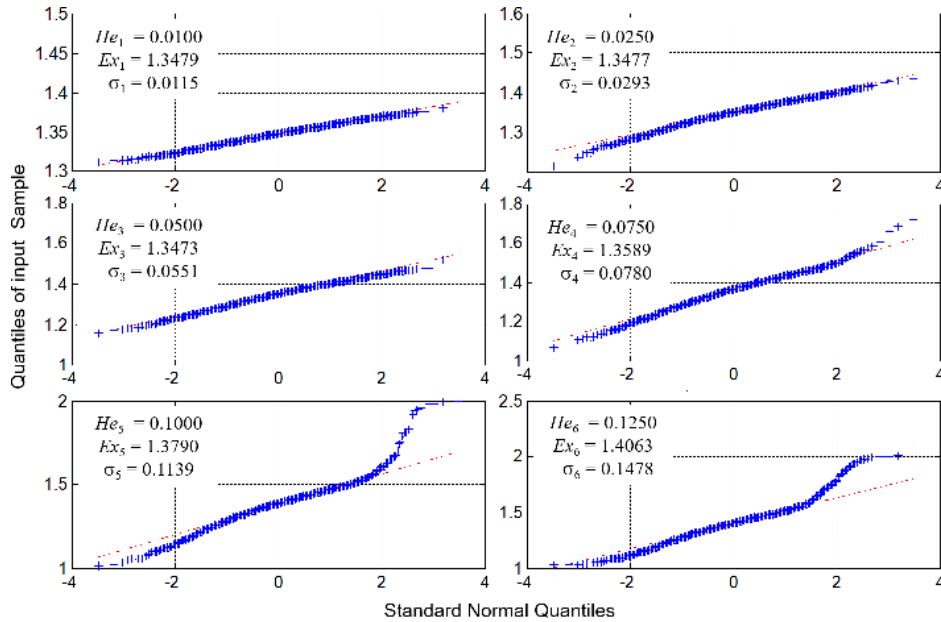 Quantiles of input Sample
1.5
1.45
1.4
1.35
1.3
He1 = 0.0100
Ex1 = 1.3479
σ1 = 0.0115
-4 -2 0 2 4
1.6
1.5
1.4
1.3
He2 = 0.0250
Ex2 = 1.3477
σ2 = 0.0293
-4 -2 0 2 4
1.8
1.6
1.4
1.2
1
He3 = 0.0500
Ex3 = 1.3473
σ3 = 0.0551
-4 -2 0 2 4
1.8
1.6
1.4
1.2
1
He4 = 0.0750
Ex4 = 1.3589
σ4 = 0.0780
-4 -2 0 2 4
2
1.5
1
He5 = 0.1000
Ex5 = 1.3790
σ5 = 0.1139
-4 -2 0 2 4
2.5
2
1.5
1
He6 = 0.1250
Ex6 = 1.4063
σ6 = 0.1478
-4 -2 0 2 4
Standard Normal Quantiles